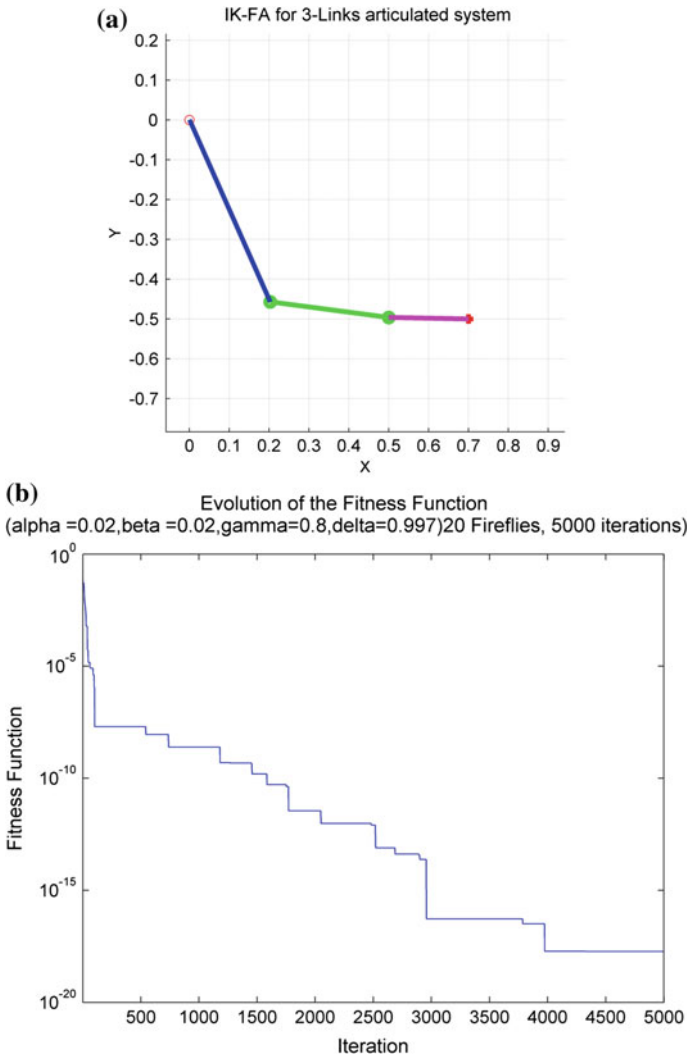 (a)
IK-FA for 3-Links articulated system
0.2
0.1
0
-0.1
-0.2
-0.3
-0.4
-0.5
-0.6
-0.7
Y
0 0.1 0.2 0.3 0.4 0.5 0.6 0.7 0.8 0.9
X
(b)
Evolution of the Fitness Function
(alpha =0.02,beta =0.02,gamma=0.8,delta=0.997)20 Fireflies, 5000 iterations)
10^0
10^-5
10^-10
10^-15
10^-20
Fitness Function
500 1000 1500 2000 2500 3000 3500 4000 4500 5000
Iteration